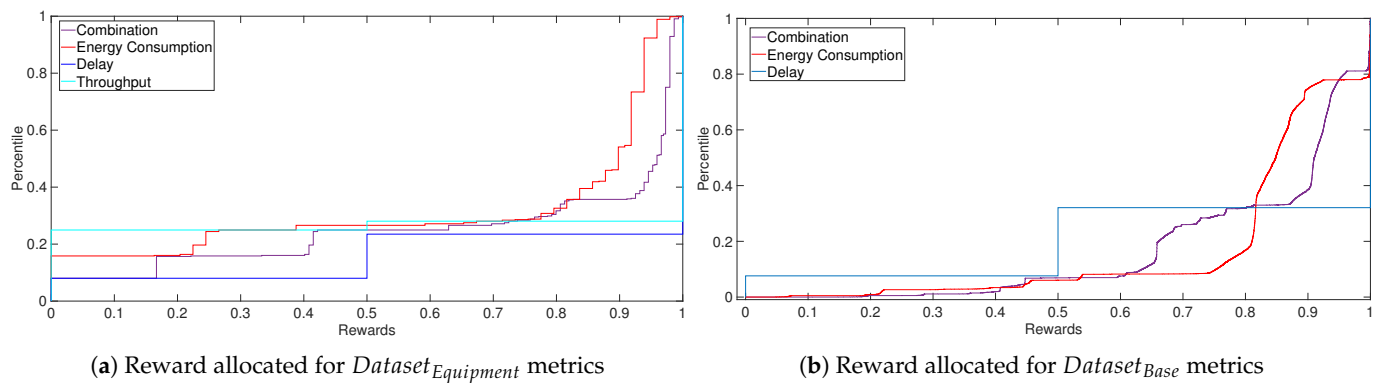 Combination
Energy Consumption
Delay
Throughput
Percentile
1
0.8
0.6
0.4
0.2
0
0 0.1 0.2 0.3 0.4 0.5 0.6 0.7 0.8 0.9 1
Rewards
(a) Reward allocated for Dataset_Equipment metrics
Combination
Energy Consumption
Delay
Percentile
1
0.8
0.6
0.4
0.2
0
0 0.1 0.2 0.3 0.4 0.5 0.6 0.7 0.8 0.9 1
Rewards
(b) Reward allocated for Dataset_Base metrics